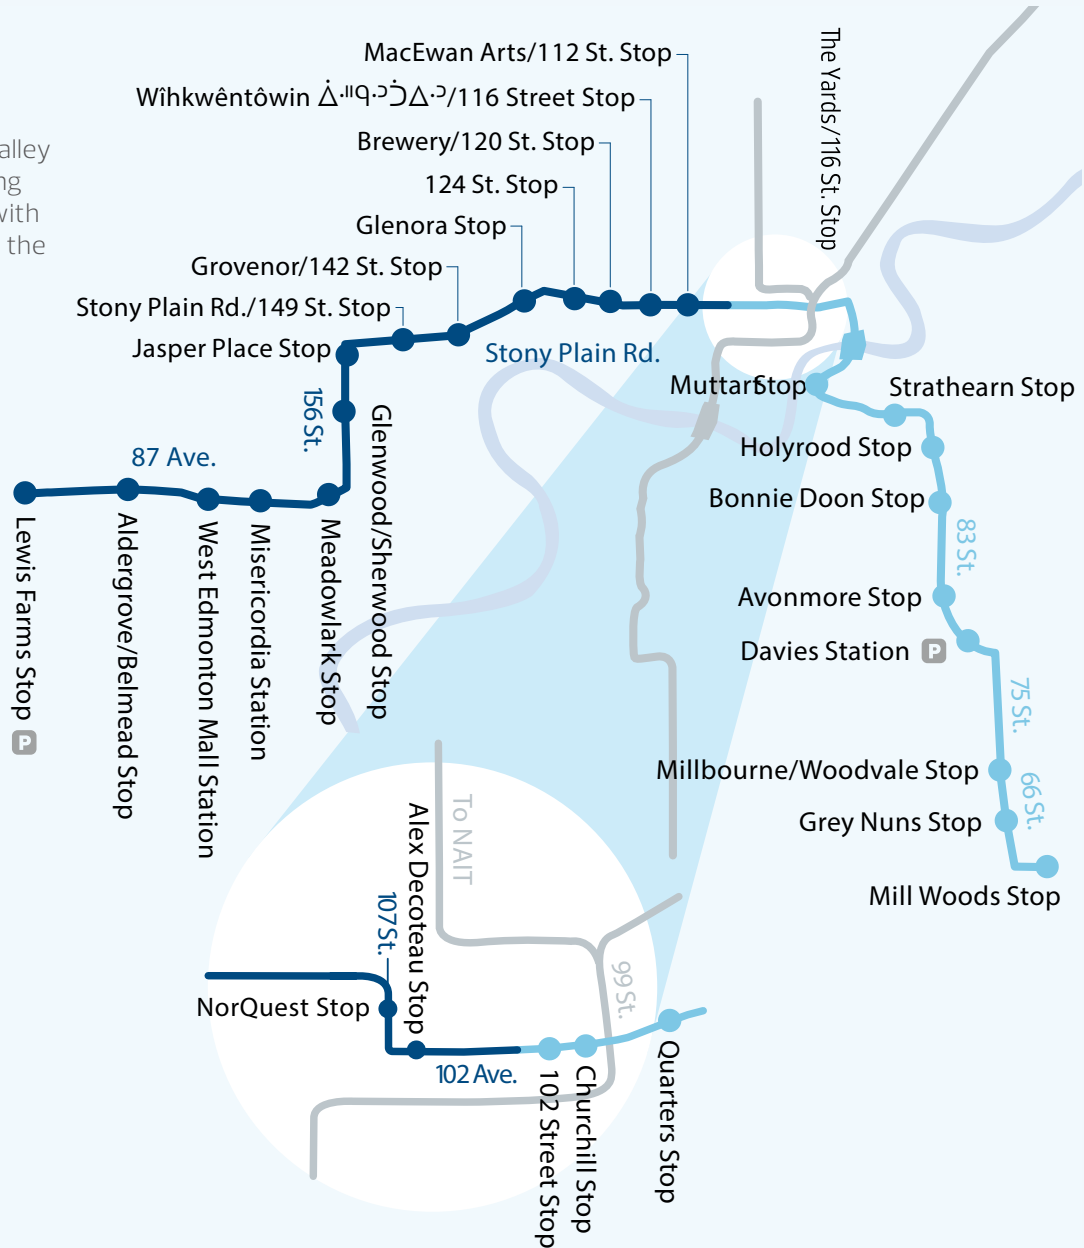 MacEwan Arts/112 St. Stop
Wîhkwêntôwin ᐄᐧᐦᑫᐧᐣᑑᐃᐧᐣ/116 Street Stop
alley
Brewery/120 St. Stop
ng
124 St. Stop
with
Glenora Stop
the
Grovenor/142 St. Stop
Stony Plain Rd./149 St. Stop
Jasper Place Stop
Stony Plain Rd.
The Yards/116 St. Stop
Muttart Stop
Strathearn Stop
156 St.
Glenwood/Sherwood Stop
Holyrood Stop
87 Ave.
Bonnie Doon Stop
83 St.
Lewis Farms Stop P
Aldergrove/Belmead Stop
West Edmonton Mall Station
Misericordia Station
Meadowlark Stop
Avonmore Stop
Davies Station P
75 St.
Millbourne/Woodvale Stop
66 St.
Grey Nuns Stop
Mill Woods Stop
To NAIT
Alex Decoteau Stop
107 St.
99 St.
NorQuest Stop
102 Ave.
102 Street Stop
Churchill Stop
Quarters Stop